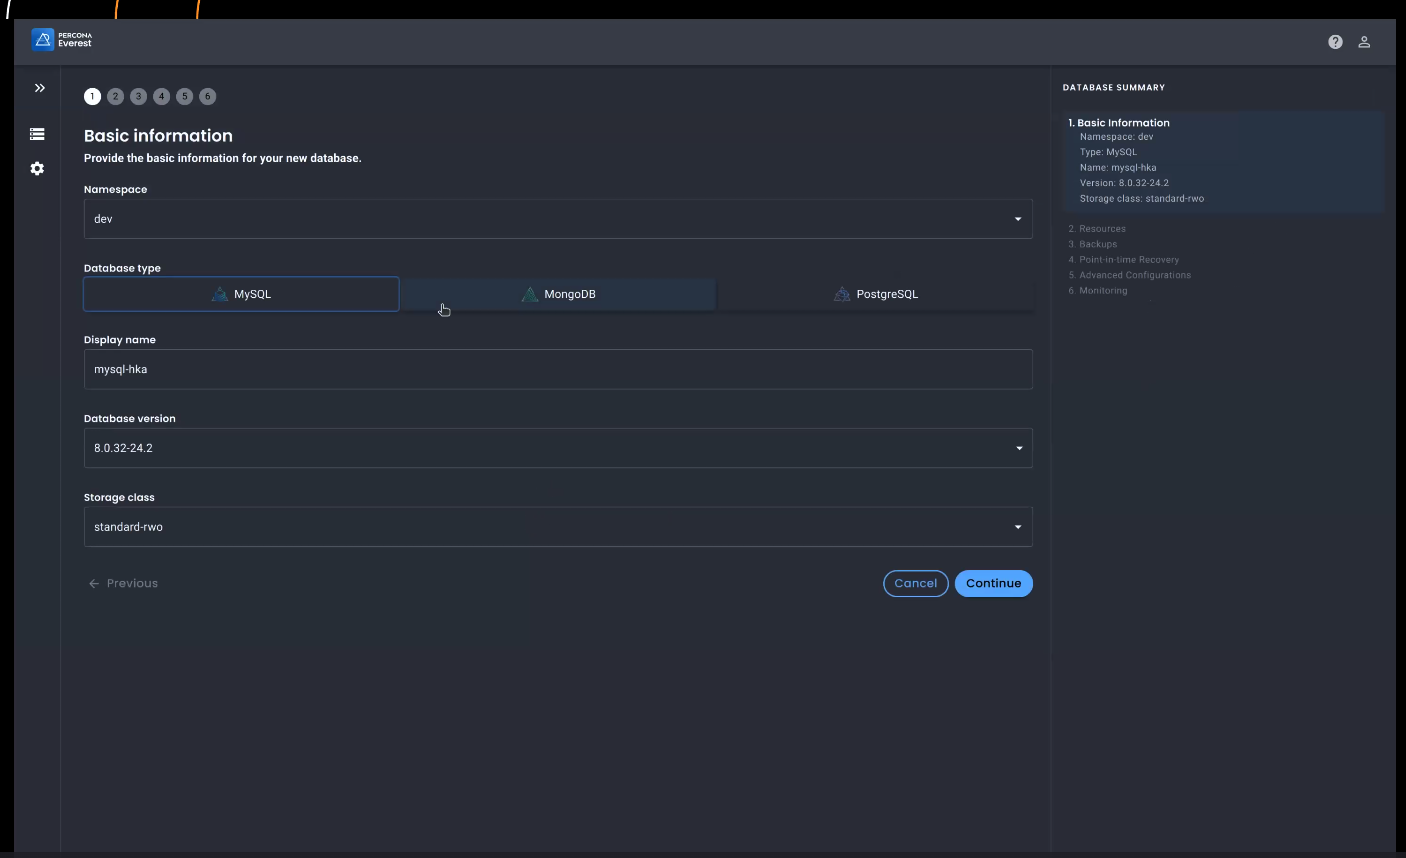 PERCONA
Everest
1 2 3 4 5 6
Basic information
Provide the basic information for your new database.
Namespace
dev
Database type
MySQL MongoDB PostgreSQL
Display name
mysql-hka
Database version
8.0.32-24.2
Storage class
standard-rwo
Previous
Cancel
Continue
DATABASE SUMMARY
1. Basic Information
Namespace: dev
Type: MySQL
Name: mysql-hka
Version: 8.0.32-24.2
Storage class: standard-rwo
2. Resources
3. Backups
4. Point-in-time Recovery
5. Advanced Configurations
6. Monitoring